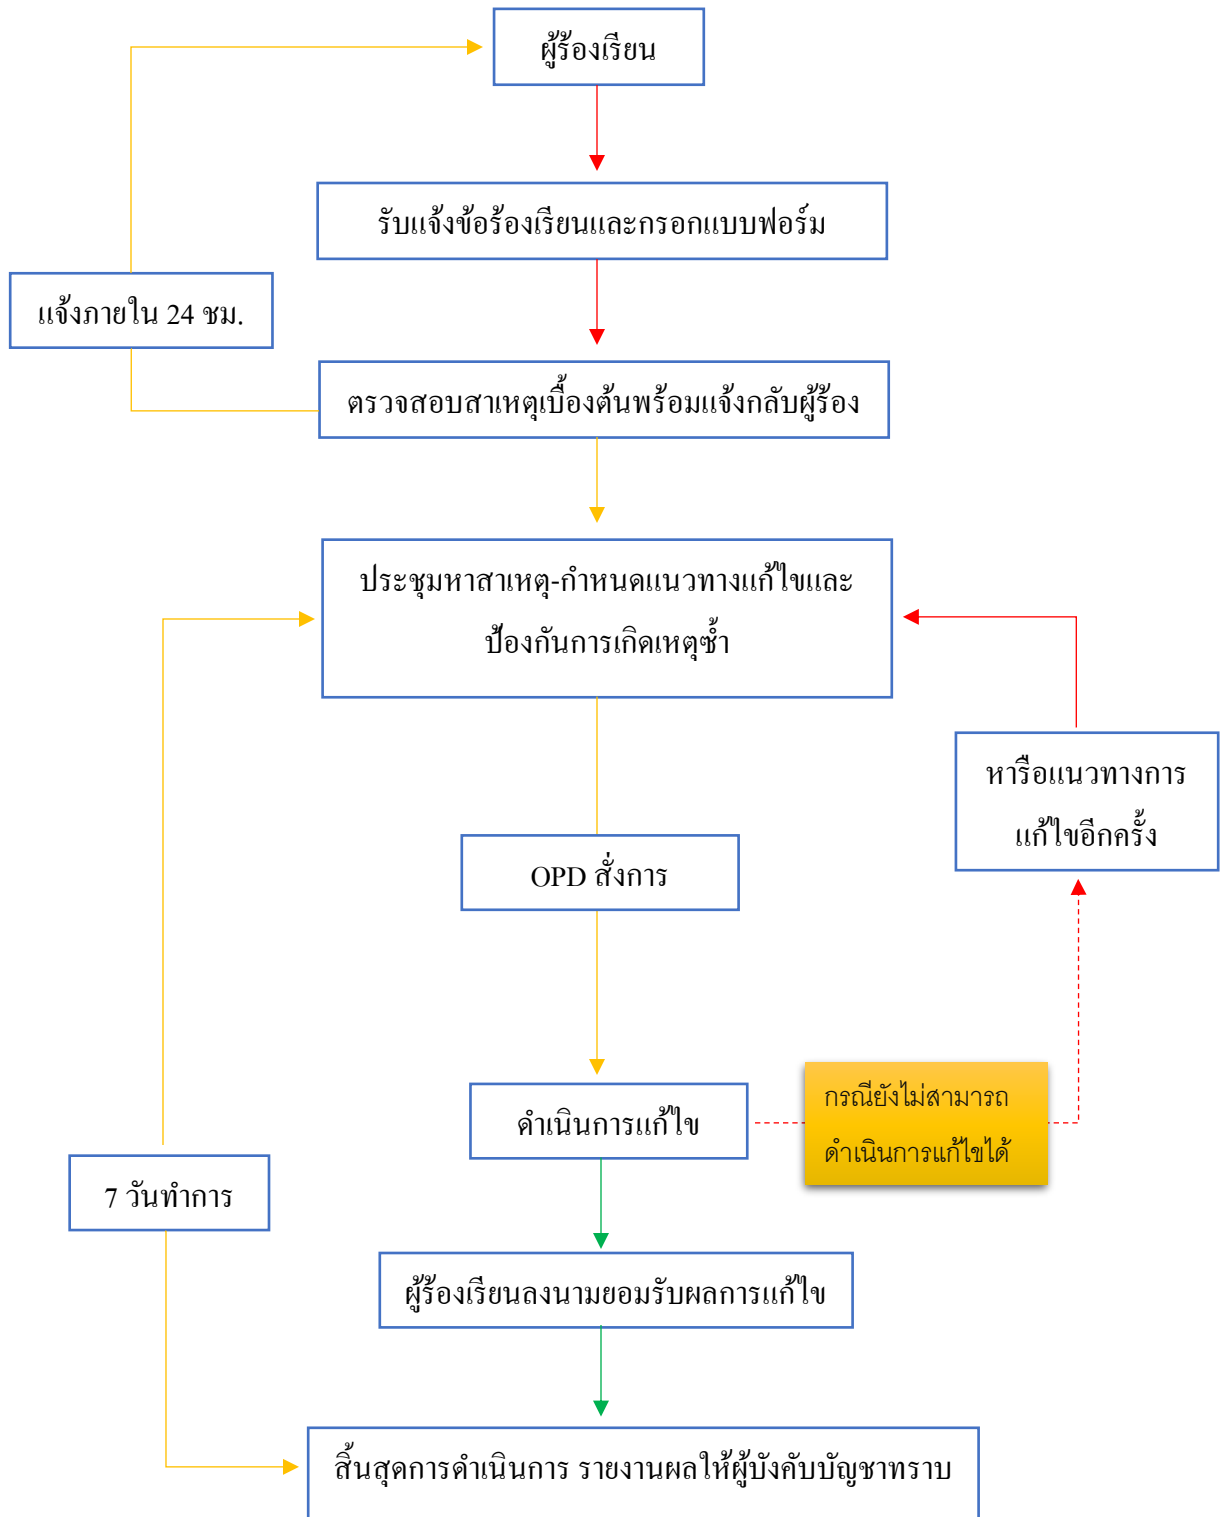 ผู้ร้องเรียน
รับแจ้งข้อร้องเรียนและกรอกแบบฟอร์ม
แจ้งภายใน 24 ชม.
ตรวจสอบสาเหตุเบื้องต้นพร้อมแจ้งกลับผู้ร้อง
ประชุมหาสาเหตุ-กำหนดแนวทางแก้ไขและ
ป้องกันการเกิดเหตุซ้ำ
หารือแนวทางการ
แก้ไขอีกครั้ง
OPD สั่งการ
กรณียังไม่สามารถ
ดำเนินการแก้ไขได้
ดำเนินการแก้ไข
7 วันทำการ
ผู้ร้องเรียนลงนามยอมรับผลการแก้ไข
สิ้นสุดการดำเนินการ รายงานผลให้ผู้บังคับบัญชาทราบ